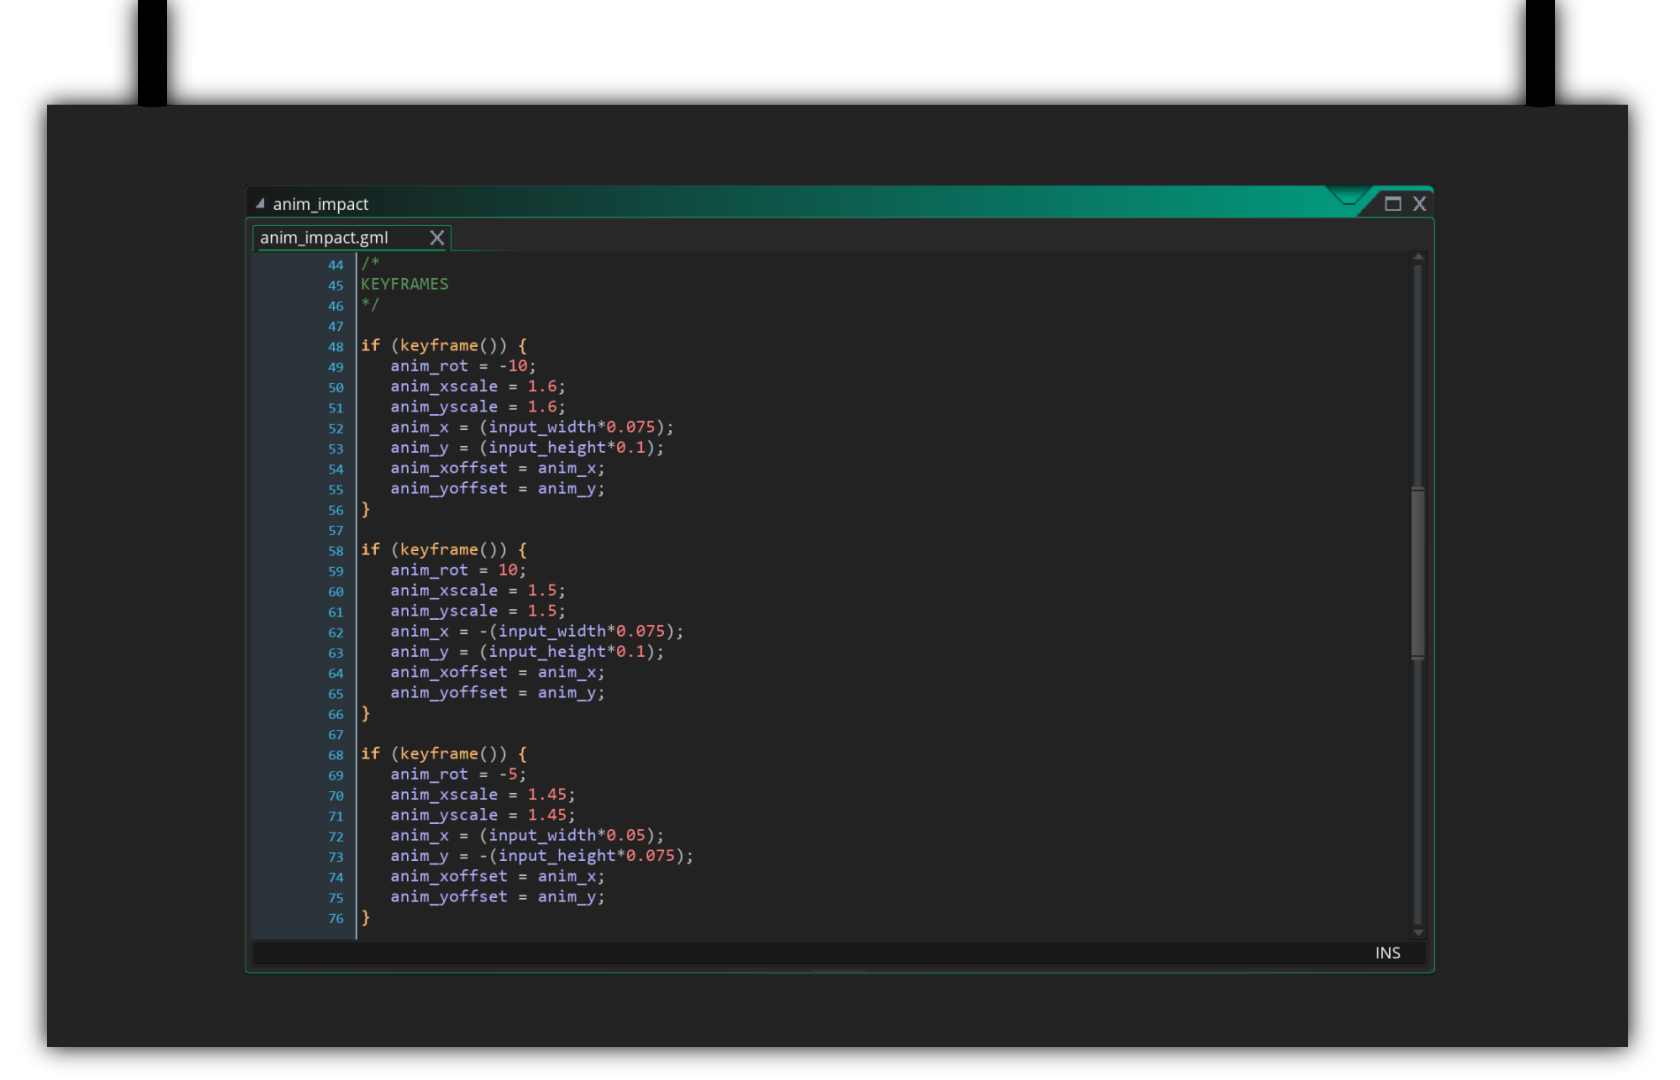 anim_impact
anim_impact.gml
44 /*
45 KEYFRAMES
46 */
47
48 if (keyframe()) {
49 anim_rot = -10;
50 anim_xscale = 1.6;
51 anim_yscale = 1.6;
52 anim_x = (input_width*0.075);
53 anim_y = (input_height*0.1);
54 anim_xoffset = anim_x;
55 anim_yoffset = anim_y;
56 }
57
58 if (keyframe()) {
59 anim_rot = 10;
60 anim_xscale = 1.5;
61 anim_yscale = 1.5;
62 anim_x = -(input_width*0.075);
63 anim_y = (input_height*0.1);
64 anim_xoffset = anim_x;
65 anim_yoffset = anim_y;
66 }
67
68 if (keyframe()) {
69 anim_rot = -5;
70 anim_xscale = 1.45;
71 anim_yscale = 1.45;
72 anim_x = (input_width*0.05);
73 anim_y = -(input_height*0.075);
74 anim_xoffset = anim_x;
75 anim_yoffset = anim_y;
76 }
INS